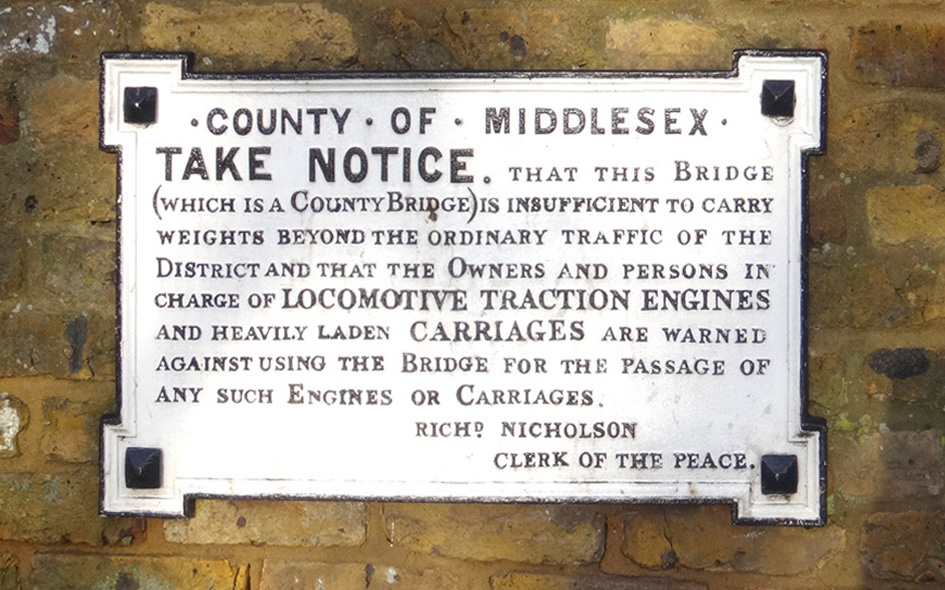 · COUNTY · OF · MIDDLESEX ·
TAKE NOTICE. THAT THIS BRIDGE
(WHICH IS A COUNTY BRIDGE) IS INSUFFICIENT TO CARRY
WEIGHTS BEYOND THE ORDINARY TRAFFIC OF THE
DISTRICT AND THAT THE OWNERS AND PERSONS IN
CHARGE OF LOCOMOTIVE TRACTION ENGINES
AND HEAVILY LADEN CARRIAGES ARE WARNED
AGAINST USING THE BRIDGE FOR THE PASSAGE OF
ANY SUCH ENGINES OR CARRIAGES.
RICHD NICHOLSON
CLERK OF THE PEACE.